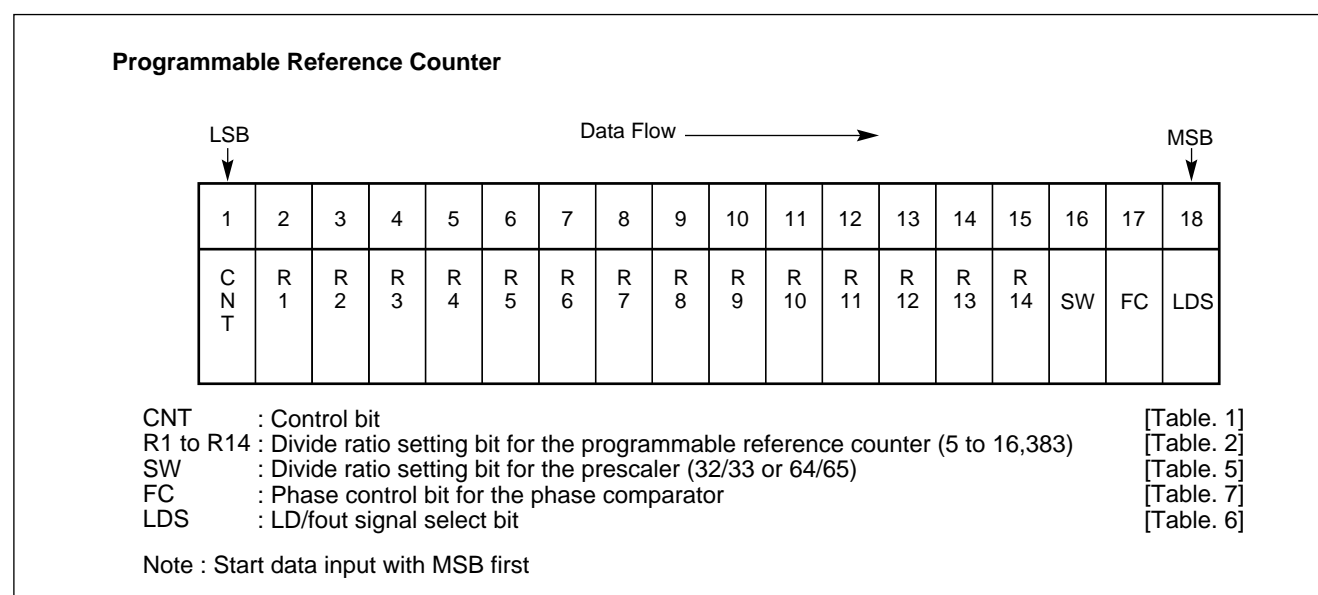 Programmable Reference Counter
LSB Data Flow MSB
1 2 3 4 5 6 7 8 9 10 11 12 13 14 15 16 17 18
CNT R1 R2 R3 R4 R5 R6 R7 R8 R9 R10 R11 R12 R13 R14 SW FC LDS
CNT : Control bit [Table. 1]
R1 to R14 : Divide ratio setting bit for the programmable reference counter (5 to 16,383) [Table. 2]
SW : Divide ratio setting bit for the prescaler (32/33 or 64/65) [Table. 5]
FC : Phase control bit for the phase comparator [Table. 7]
LDS : LD/fout signal select bit [Table. 6]
Note : Start data input with MSB first